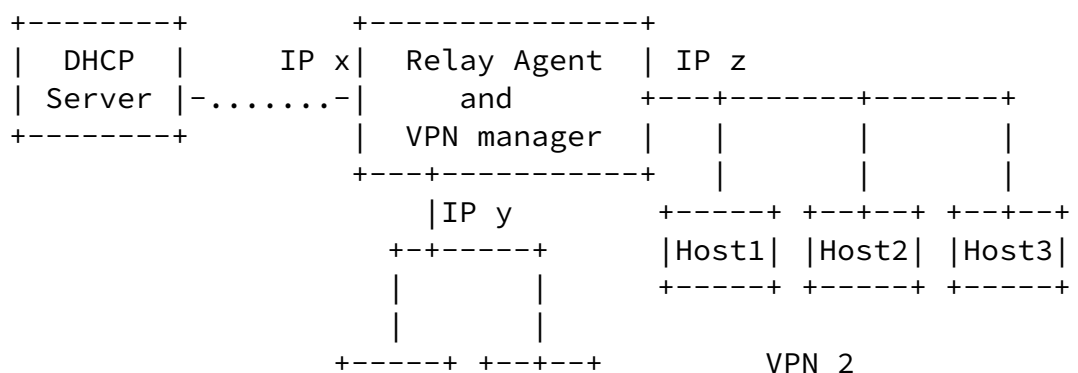 DHCP IP x Relay Agent IP z
Server and
VPN manager
IP y
Host1 Host2 Host3
VPN 2